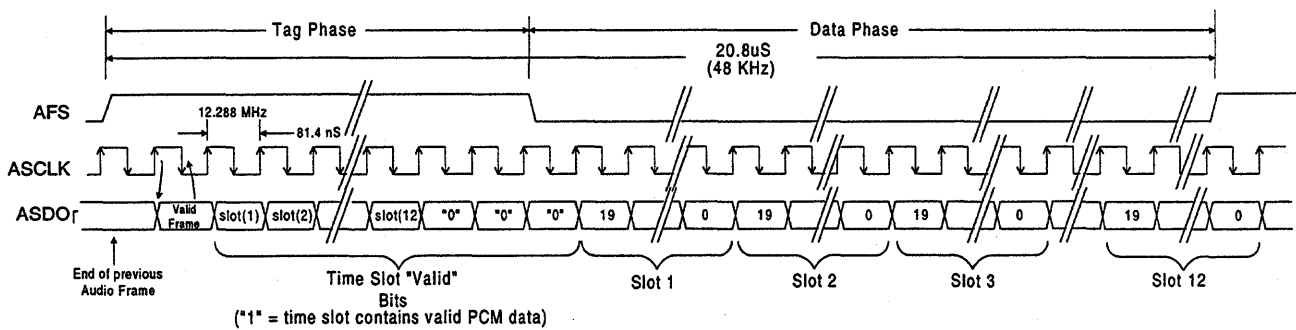 Tag Phase
Data Phase
20.8uS
(48 KHz)
AFS
12.288 MHz
81.4 nS
ASCLK
ASDO
Valid
Frame
slot(1)
slot(2)
slot(12
"0"
"0"
"0"
19
0
19
0
19
0
19
0
End of previous
Audio Frame
Time Slot "Valid"
Bits
("1" = time slot contains valid PCM data)
Slot 1
Slot 2
Slot 3
Slot 12